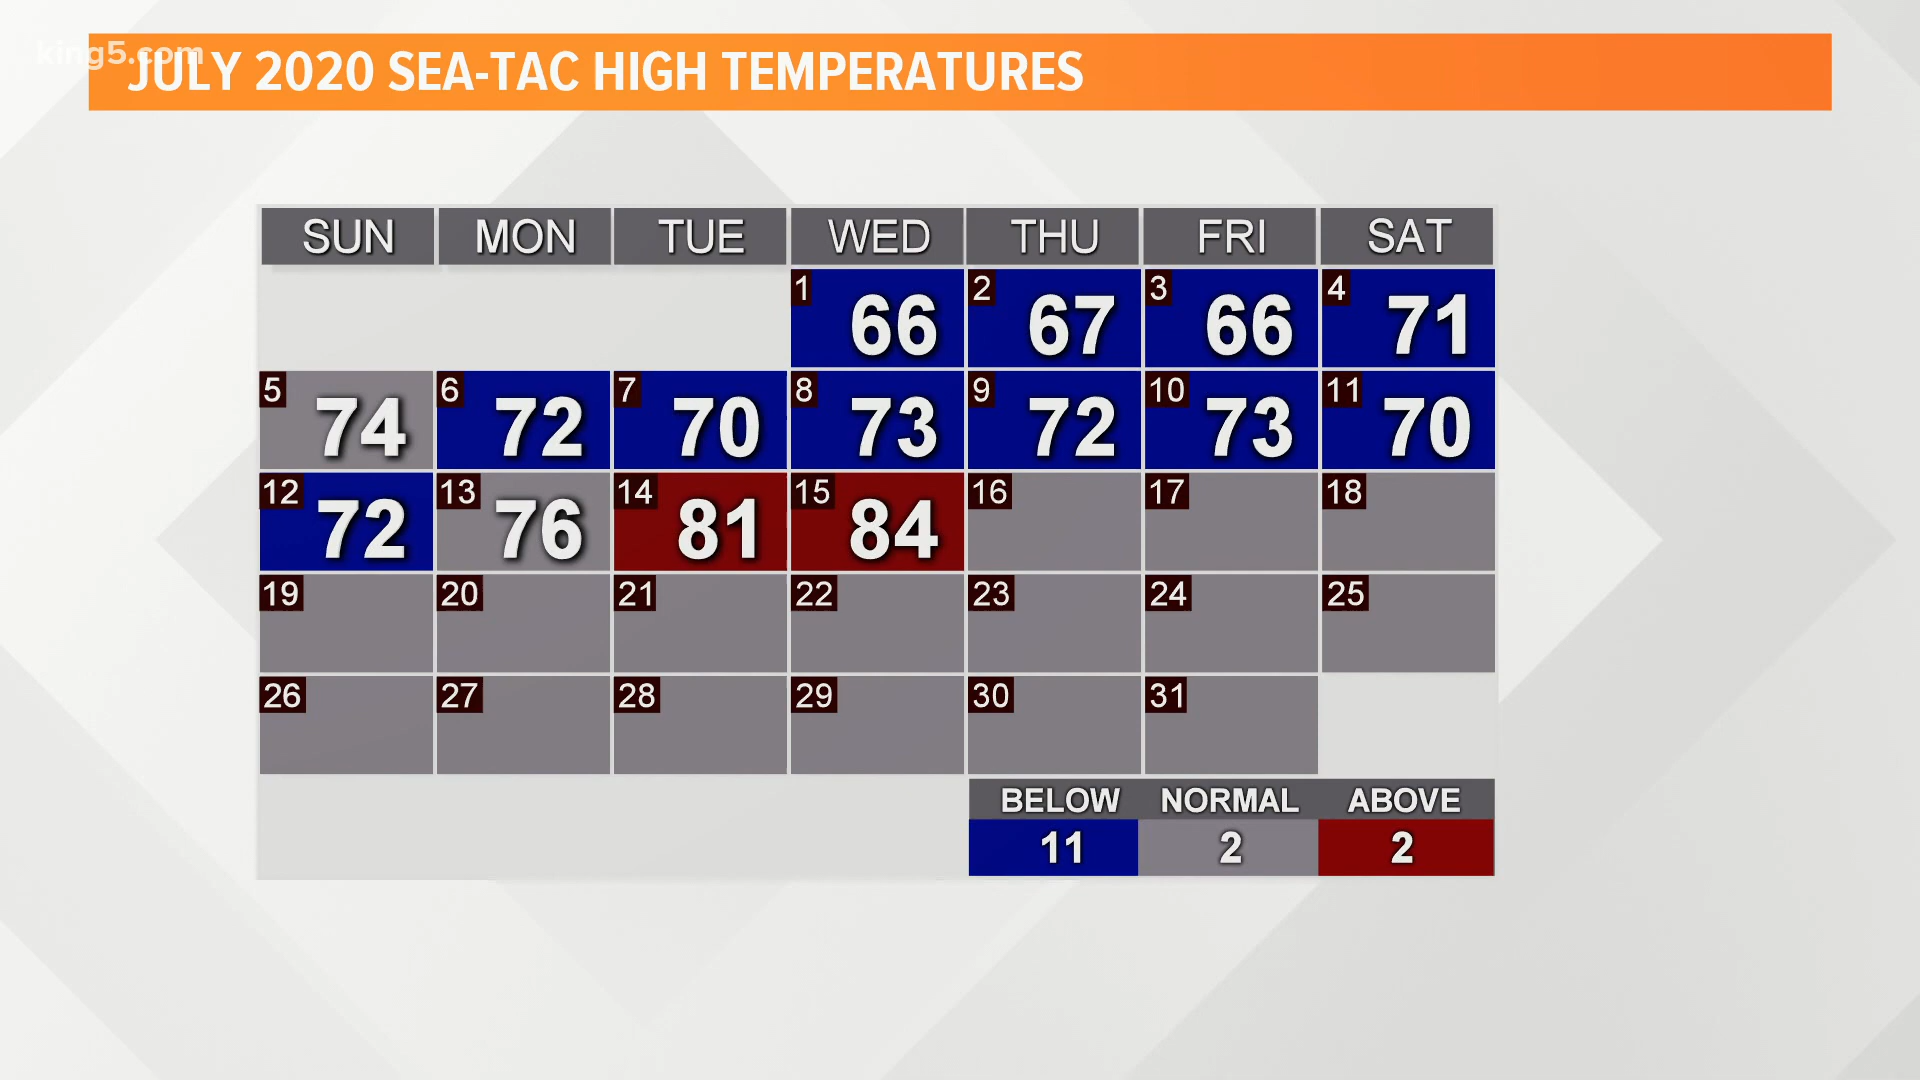 king5.com
JULY 2020 SEA-TAC HIGH TEMPERATURES
SUN MON TUE WED THU FRI SAT
1 66 2 67 3 66 4 71
5 74 6 72 7 70 8 73 9 72 10 73 11 70
12 72 13 76 14 81 15 84 16 17 18
19 20 21 22 23 24 25
26 27 28 29 30 31
BELOW NORMAL ABOVE
11 2 2